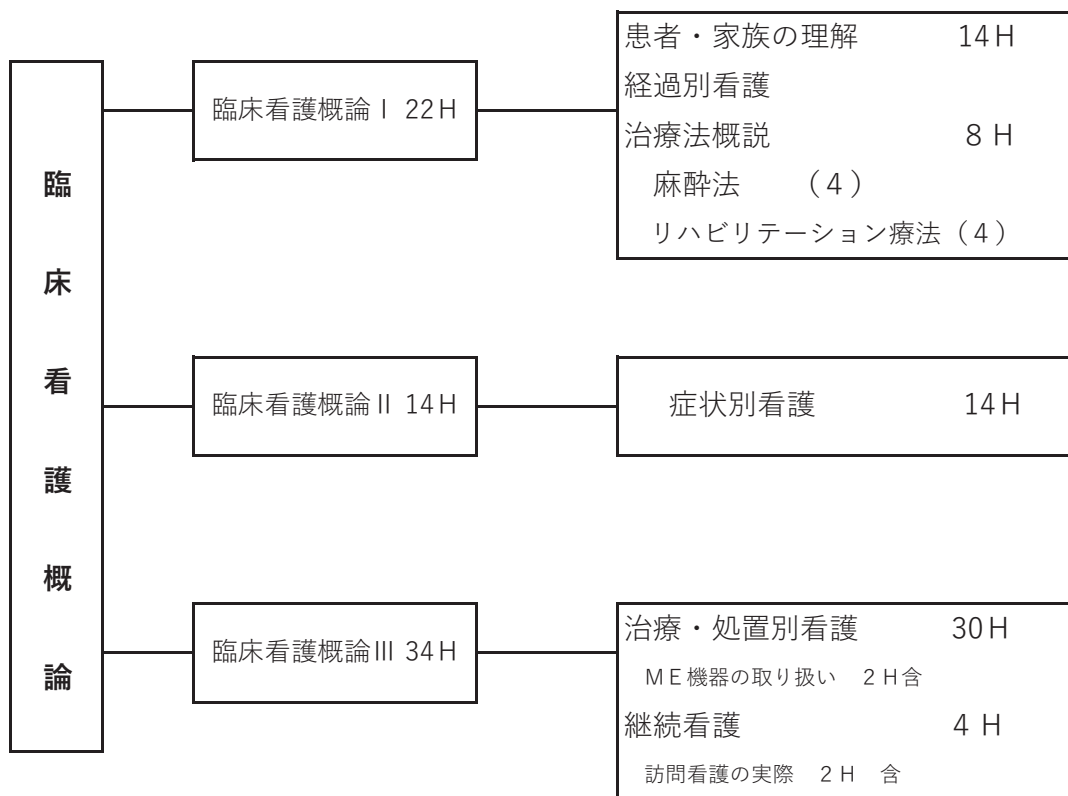 臨床看護概論
臨床看護概論Ⅰ 22H
患者・家族の理解 14H
経過別看護
治療法概説 8H
麻酔法 （4）
リハビリテーション療法（4）
臨床看護概論Ⅱ 14H
症状別看護 14H
臨床看護概論Ⅲ 34H
治療・処置別看護 30H
ＭＥ機器の取り扱い ２Ｈ含
継続看護 4H
訪問看護の実際 ２Ｈ 含